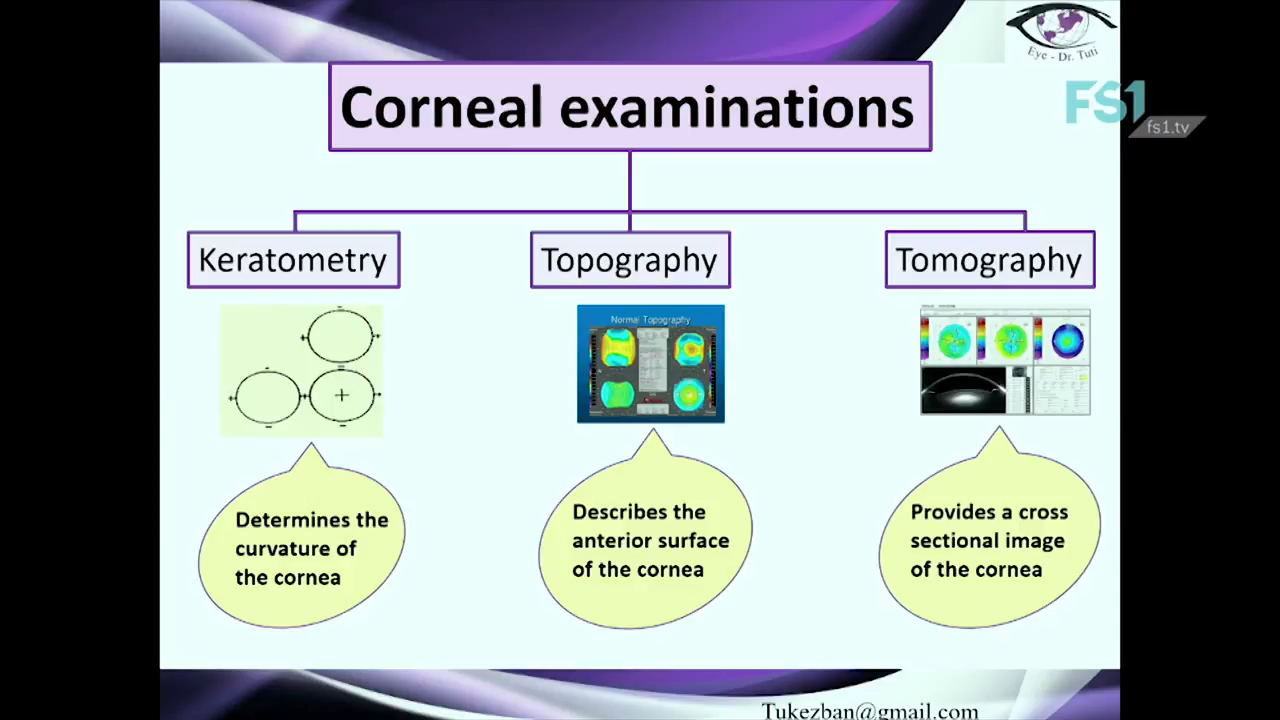 Eye - Dr. Tuti
FS1
fs1.tv
Corneal examinations
Keratometry
Topography
Tomography
Normal Topography
Determines the
curvature of
the cornea
Describes the
anterior surface
of the cornea
Provides a cross
sectional image
of the cornea
Tukezban@gmail.com